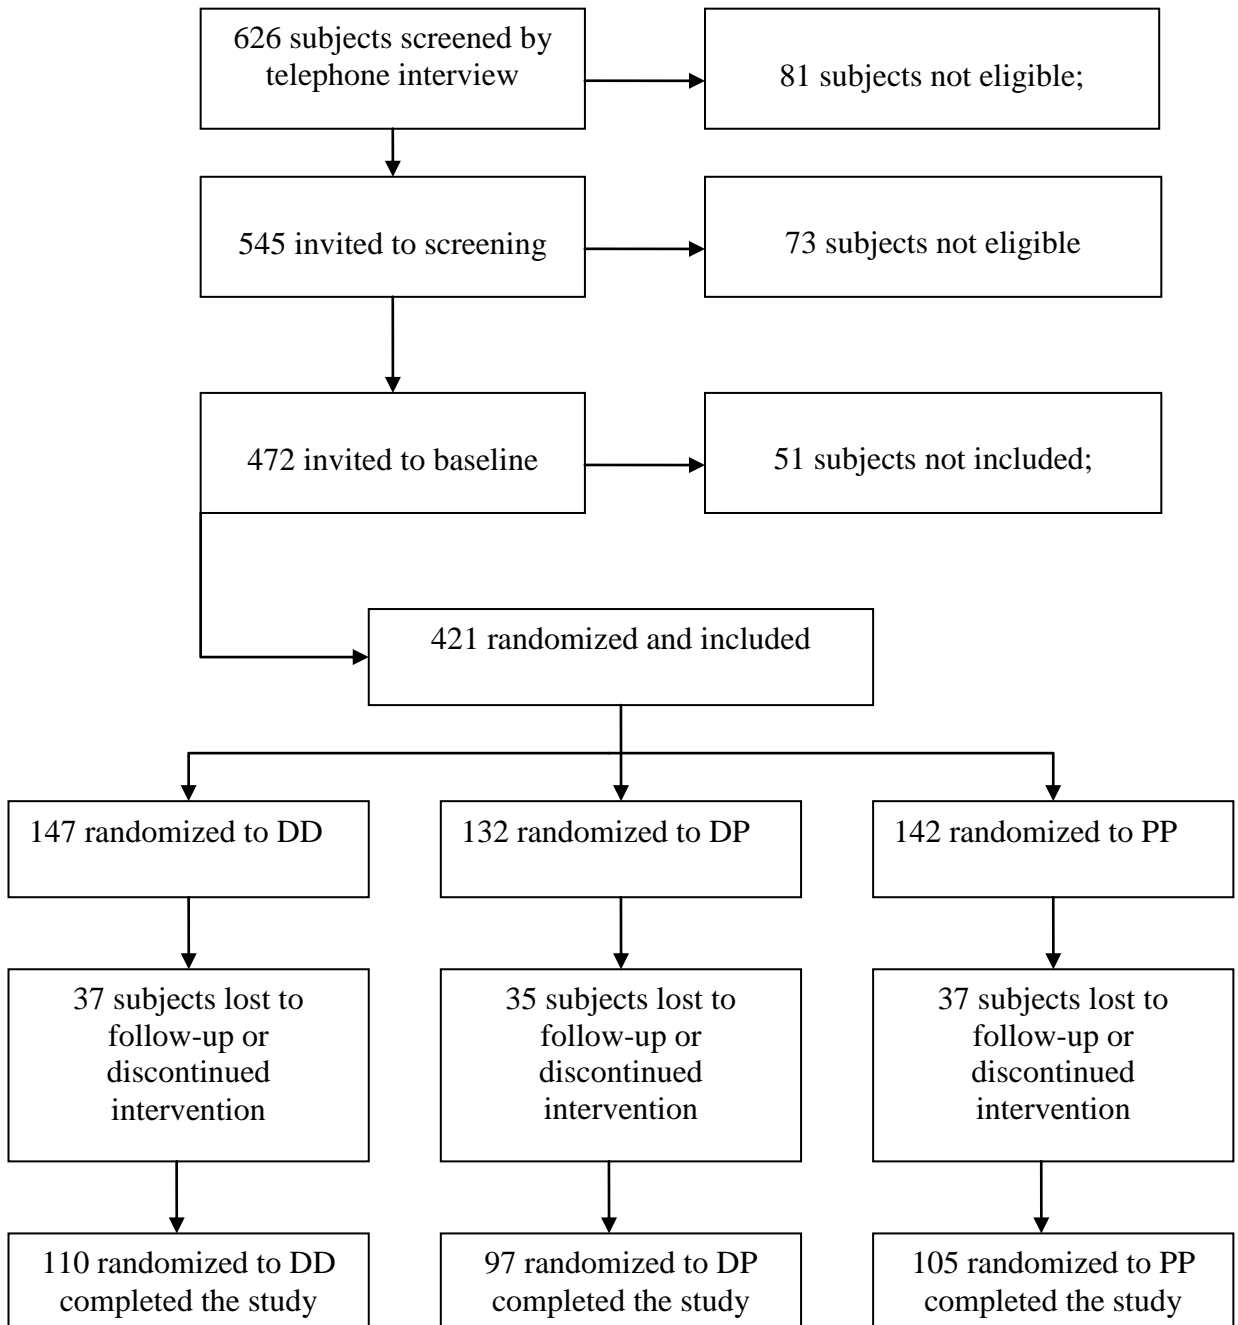 626 subjects screened by
telephone interview
81 subjects not eligible;
545 invited to screening
73 subjects not eligible
472 invited to baseline
51 subjects not included;
421 randomized and included
147 randomized to DD
132 randomized to DP
142 randomized to PP
37 subjects lost to
follow-up or
discontinued
intervention
35 subjects lost to
follow-up or
discontinued
intervention
37 subjects lost to
follow-up or
discontinued
intervention
110 randomized to DD
completed the study
97 randomized to DP
completed the study
105 randomized to PP
completed the study